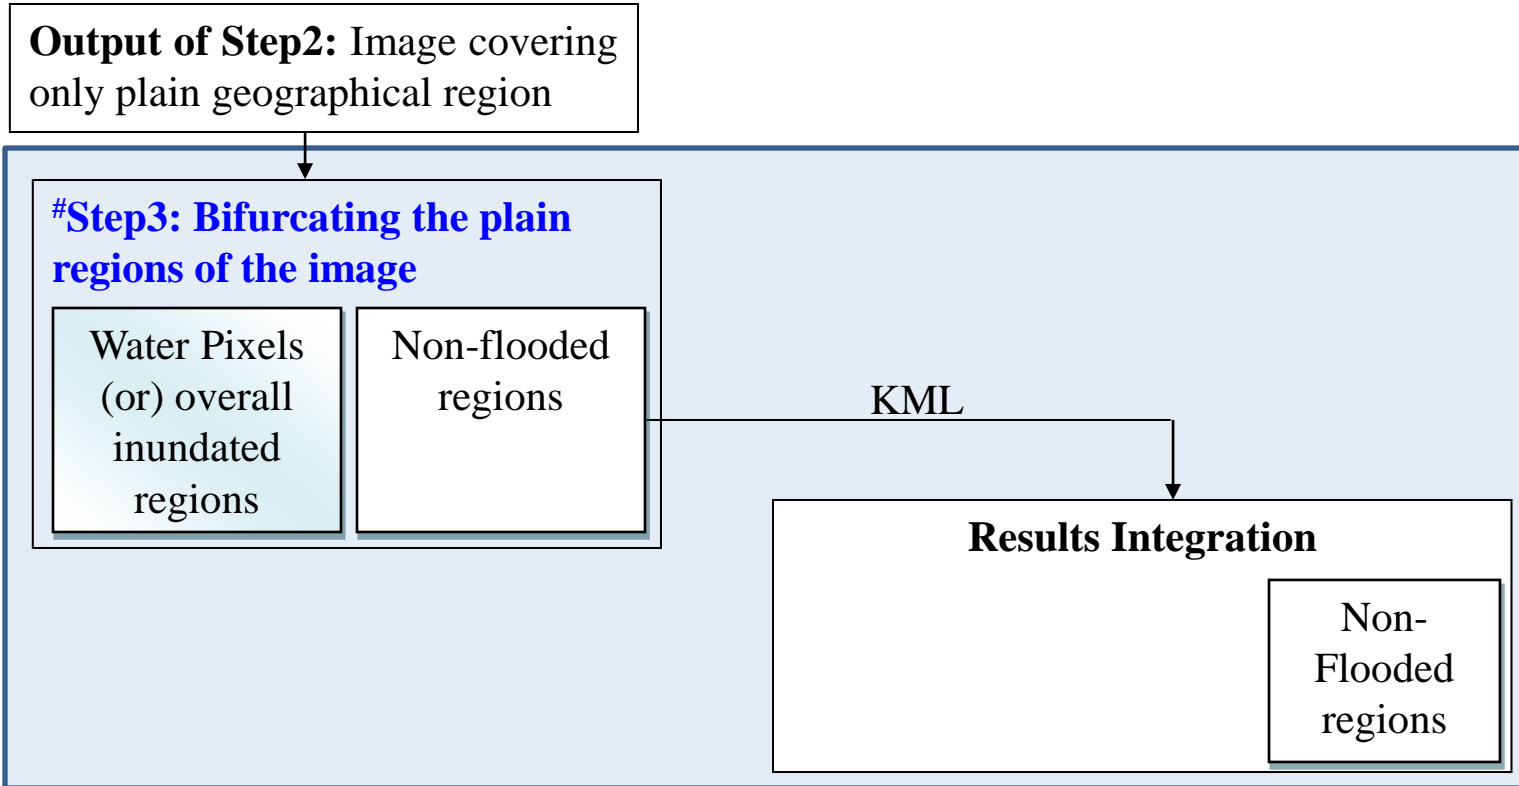 Output of Step2: Image covering
only plain geographical region
#Step3: Bifurcating the plain
regions of the image
Water Pixels
(or) overall
inundated
regions
Non-flooded
regions
KML
Results Integration
Non-
Flooded
regions